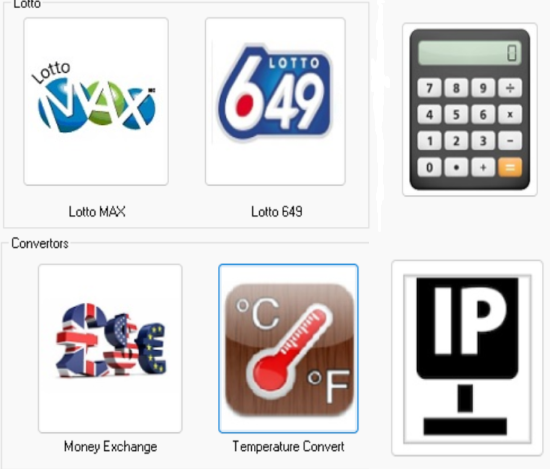 Lotto
Lotto
MAX
LOTTO
649
Lotto MAX
Lotto 649
0
7 8 9 ÷
4 5 6 x
1 2 3 -
0 • + =
Convertors
£$€
°C
°F
IP
Money Exchange
Temperature Convert